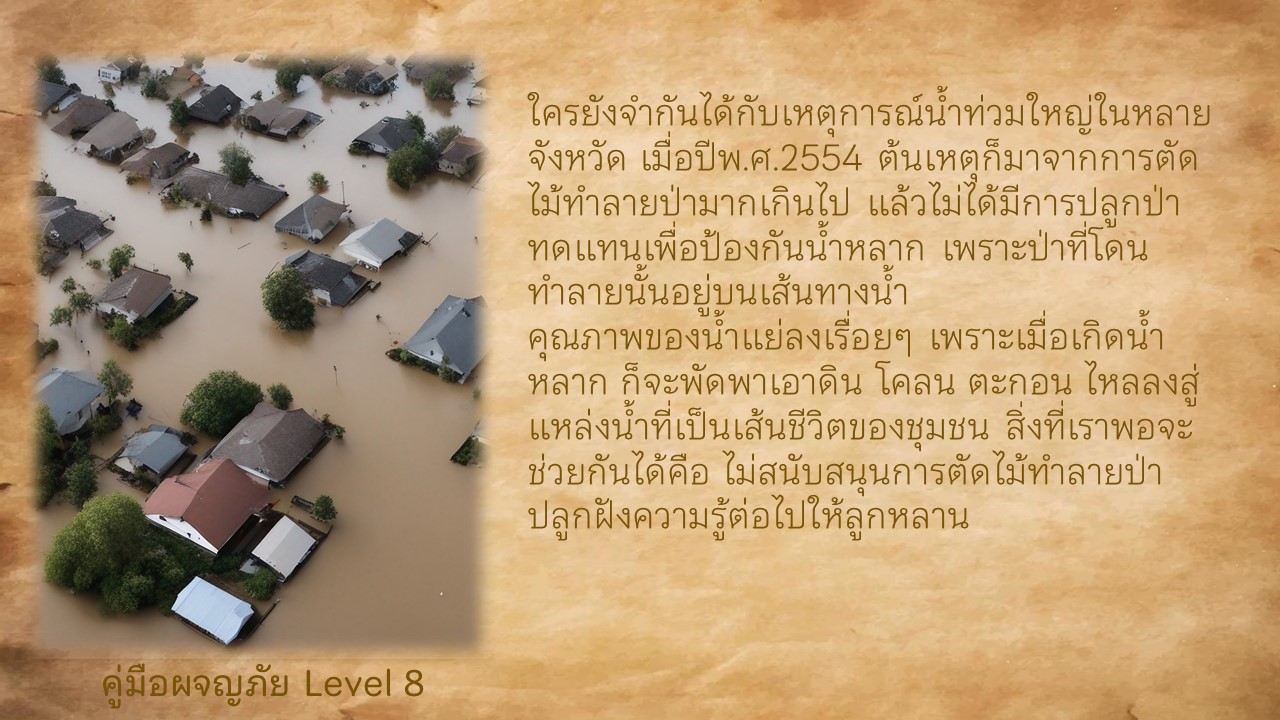 ใครยังจำกันได้กับเหตุการณ์น้ำท่วมใหญ่ในหลาย
จังหวัด เมื่อปีพ.ศ.2554 ต้นเหตุก็มาจากการตัด
ไม้ทำลายป่ามากเกินไป แล้วไม่ได้มีการปลูกป่า
ทดแทนเพื่อป้องกันน้ำหลาก เพราะป่าที่โดน
ทำลายนั้นอยู่บนเส้นทางน้ำ
คุณภาพของน้ำแย่ลงเรื่อยๆ เพราะเมื่อเกิดน้ำ
หลาก ก็จะพัดพาเอาดิน โคลน ตะกอน ไหลลงสู่
แหล่งน้ำที่เป็นเส้นชีวิตของชุมชน สิ่งที่เราพอจะ
ช่วยกันได้คือ ไม่สนับสนุนการตัดไม้ทำลายป่า
ปลูกฝังความรู้ต่อไปให้ลูกหลาน
คู่มือผจญภัย Level 8